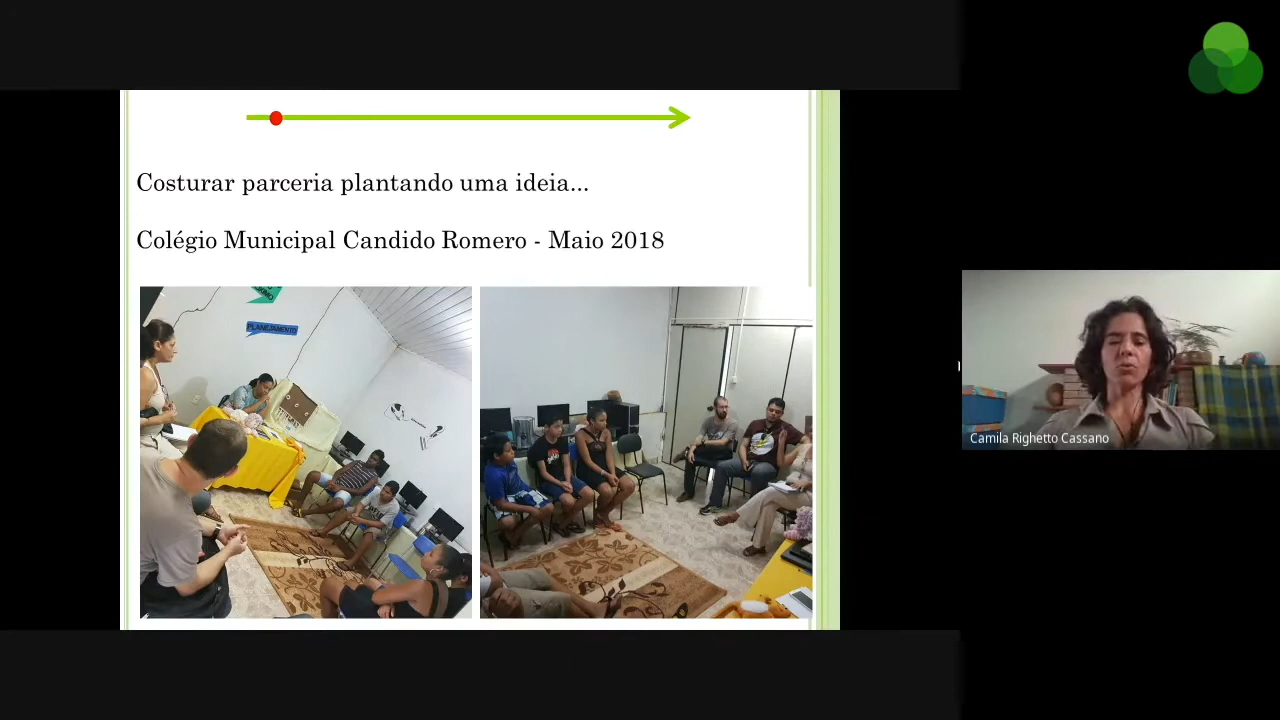 Costurar parceria plantando uma ideia...
Colégio Municipal Candido Romero - Maio 2018
PLANEJAMENTO
Camila Righetto Cassano